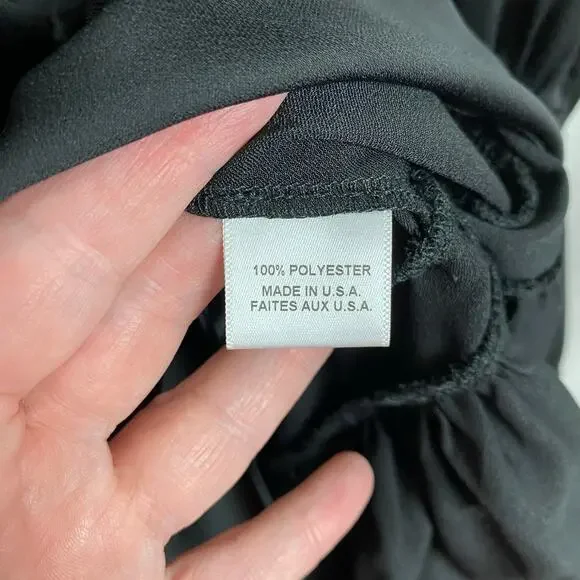 100% POLYESTER
MADE IN U.S.A.
FAITES AUX U.S.A.